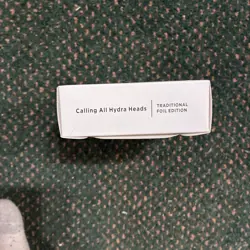 Calling All Hydra Heads
TRADITIONAL
FOIL EDITION